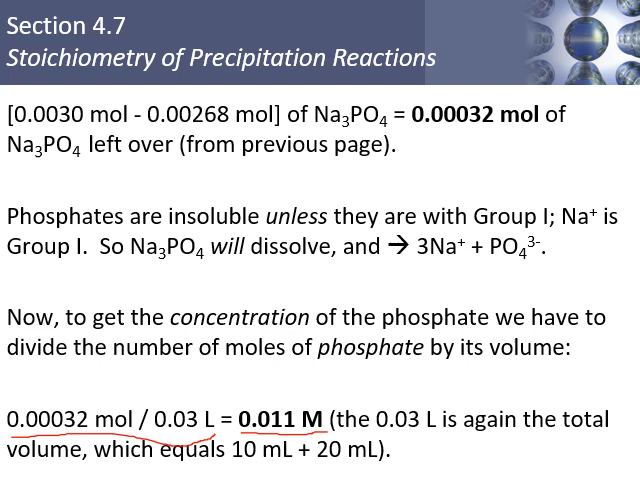 Section 4.7
Stoichiometry of Precipitation Reactions
[0.0030 mol - 0.00268 mol] of Na₃PO₄ = 0.00032 mol of
Na₃PO₄ left over (from previous page).
Phosphates are insoluble unless they are with Group I; Na⁺ is
Group I.  So Na₃PO₄ will dissolve, and → 3Na⁺ + PO₄³⁻.
Now, to get the concentration of the phosphate we have to
divide the number of moles of phosphate by its volume:
0.00032 mol / 0.03 L = 0.011 M (the 0.03 L is again the total
volume, which equals 10 mL + 20 mL).